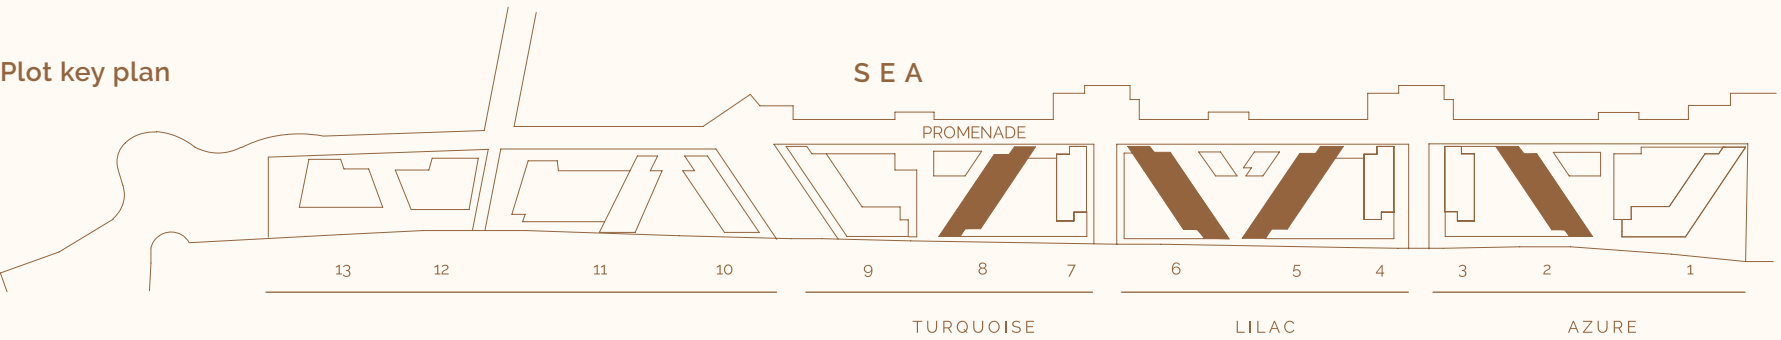 Plot key plan
SEA
PROMENADE
13 12 11 10 9 8 7 6 5 4 3 2 1
TURQUOISE LILAC AZURE